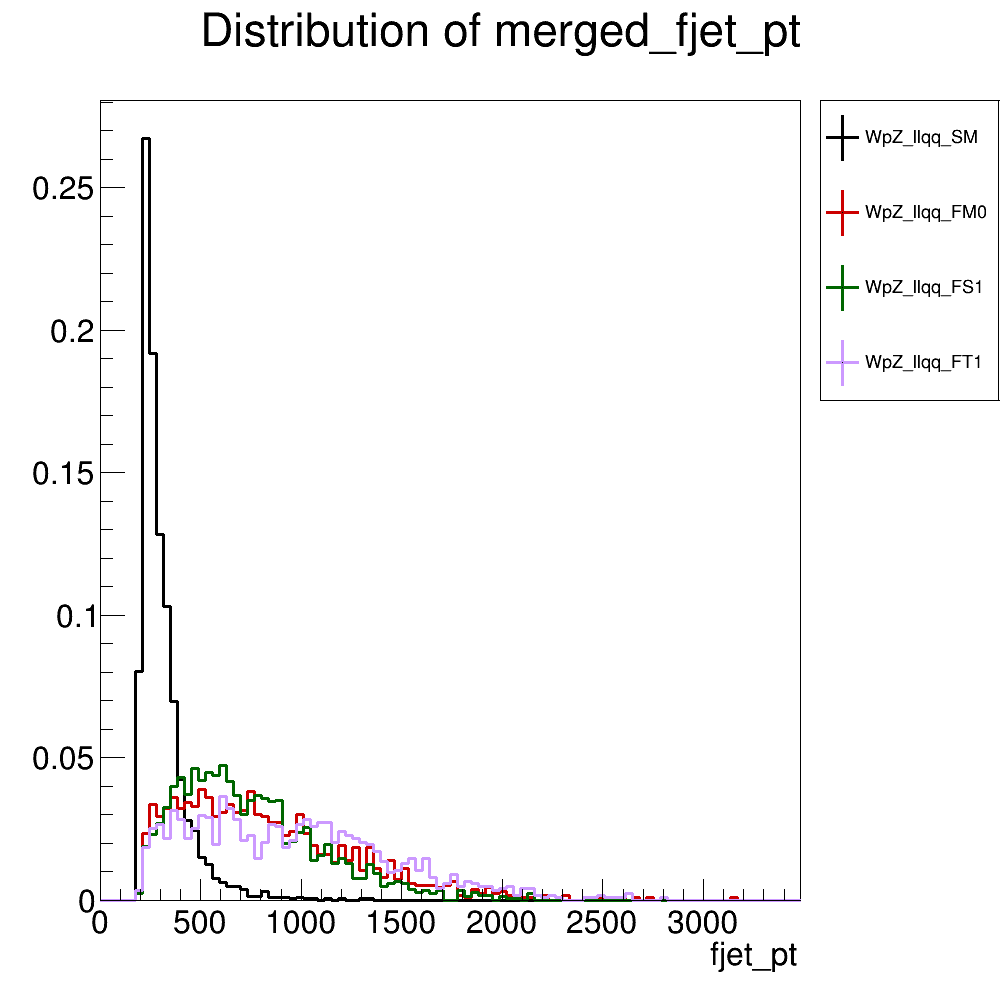 Distribution of merged_fjet_pt
WpZ_llqq_SM
WpZ_llqq_FM0
WpZ_llqq_FS1
WpZ_llqq_FT1
0.25
0.2
0.15
0.1
0.05
0
0 500 1000 1500 2000 2500 3000
fjet_pt